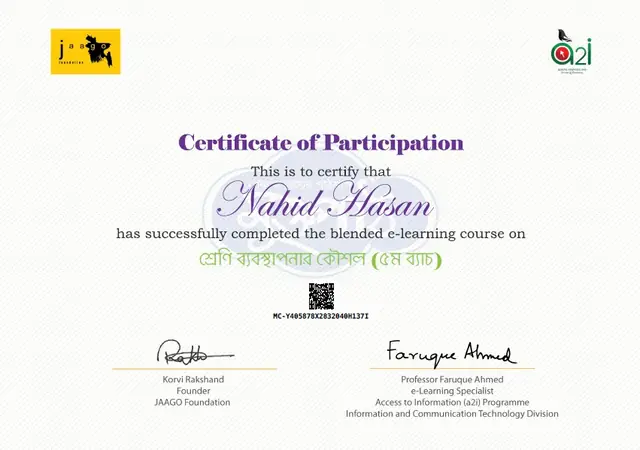 jaago
foundation
a2i
Certificate of Participation
This is to certify that
Nahid Hasan
has successfully completed the blended e-learning course on
শ্রেণি ব্যবস্থাপনার কৌশল (৫ম ব্যাচ)
MC-Y405878X2832040H137I
Faruque Ahmed
Korvi Rakshand
Founder
JAAGO Foundation
Professor Faruque Ahmed
e-Learning Specialist
Access to Information (a2i) Programme
Information and Communication Technology Division